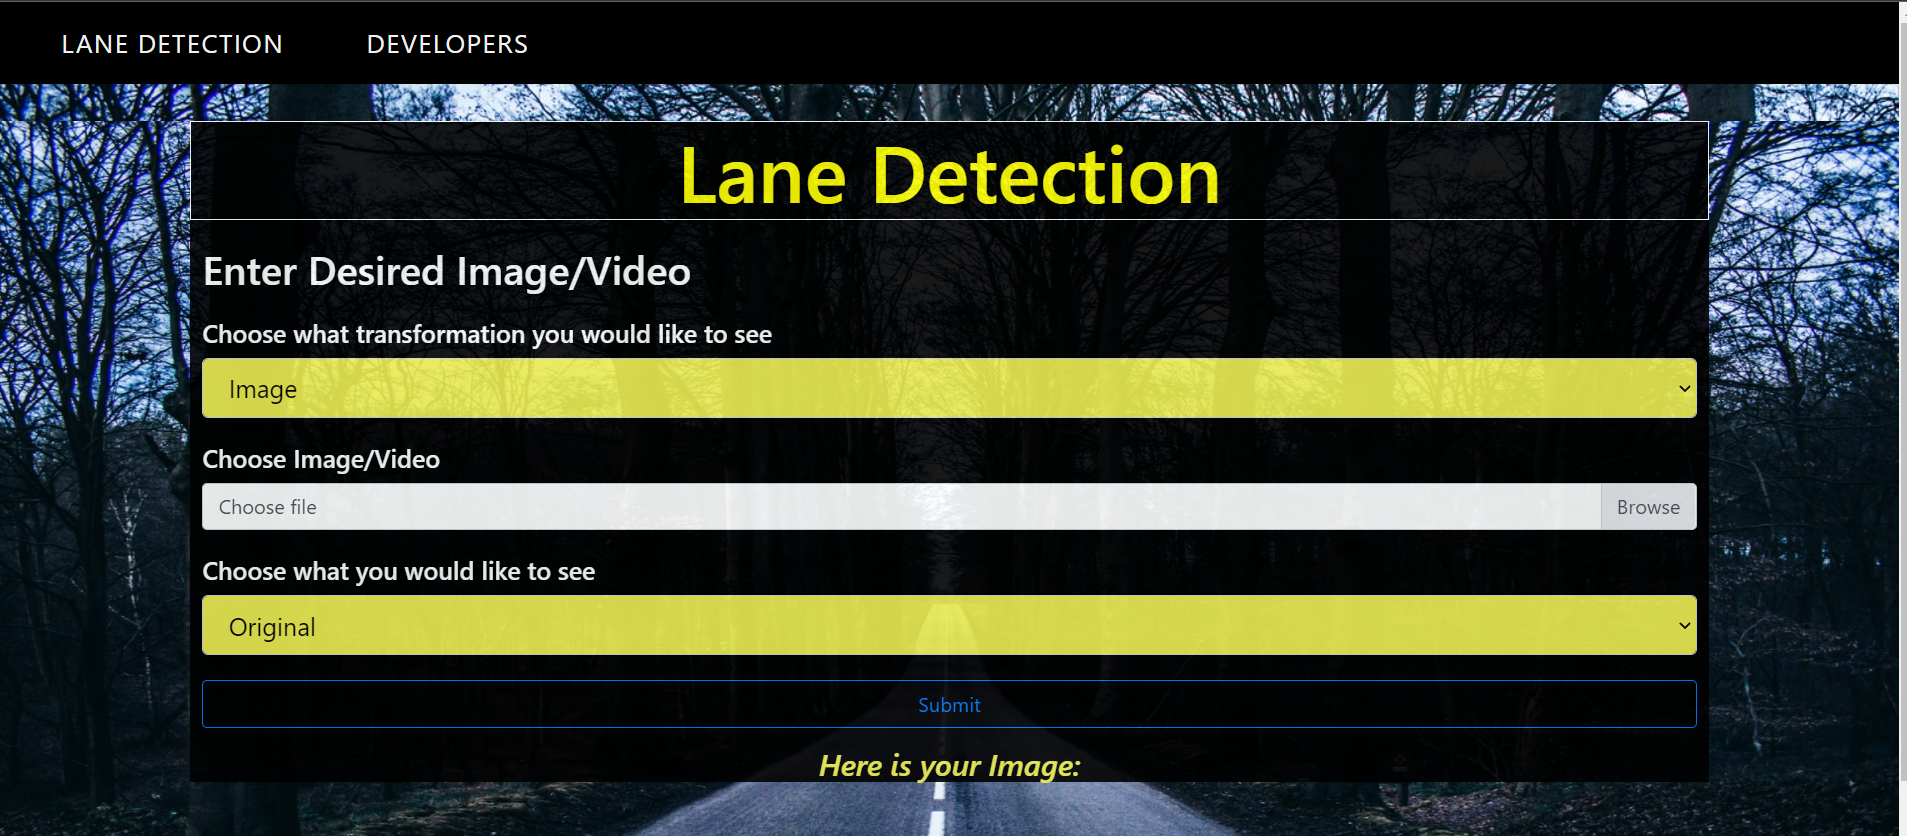 LANE DETECTION DEVELOPERS
Lane Detection
Enter Desired Image/Video
Choose what transformation you would like to see
Image
Choose Image/Video
Choose file Browse
Choose what you would like to see
Original
Submit
Here is your Image: